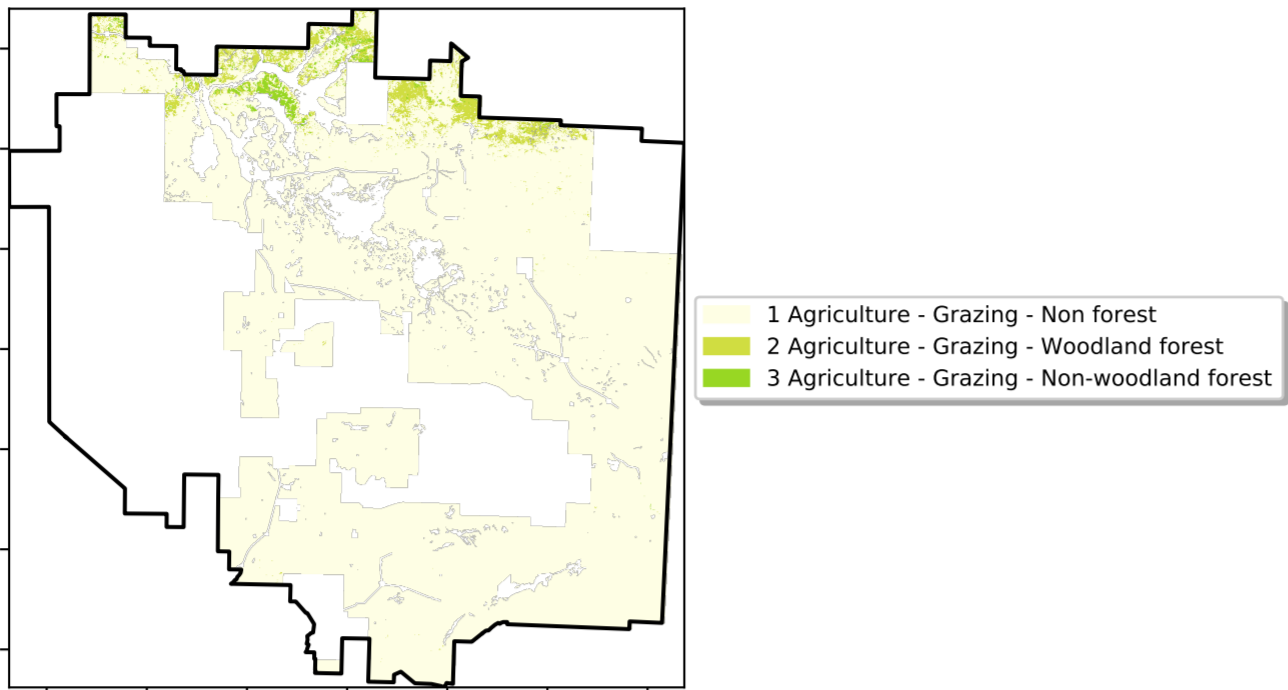 1 Agriculture - Grazing - Non forest
2 Agriculture - Grazing - Woodland forest
3 Agriculture - Grazing - Non-woodland forest